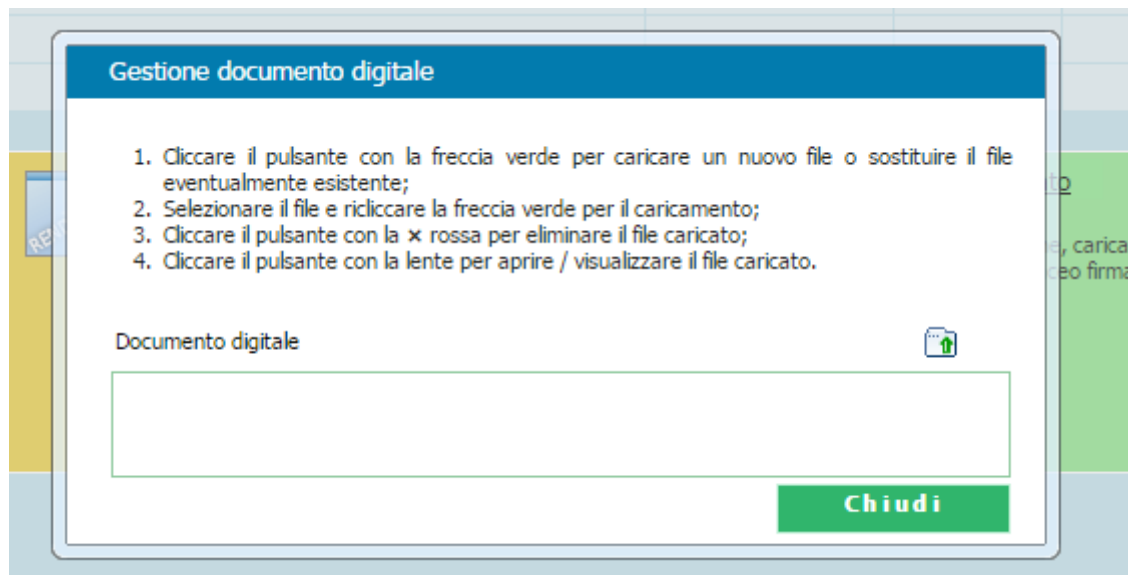 Gestione documento digitale
1. Cliccare il pulsante con la freccia verde per caricare un nuovo file o sostituire il file
eventualmente esistente;
2. Selezionare il file e ricliccare la freccia verde per il caricamento;
3. Cliccare il pulsante con la × rossa per eliminare il file caricato;
4. Cliccare il pulsante con la lente per aprire / visualizzare il file caricato.
Documento digitale
Chiudi